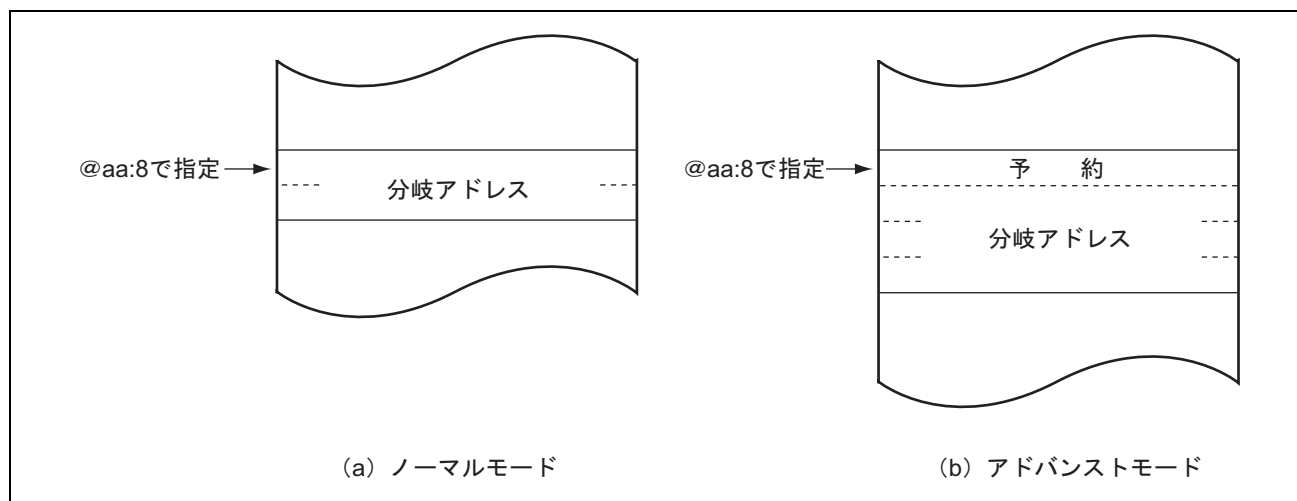 @aa:8で指定
分岐アドレス
(a) ノーマルモード
@aa:8で指定
予 約
分岐アドレス
(b) アドバンストモード